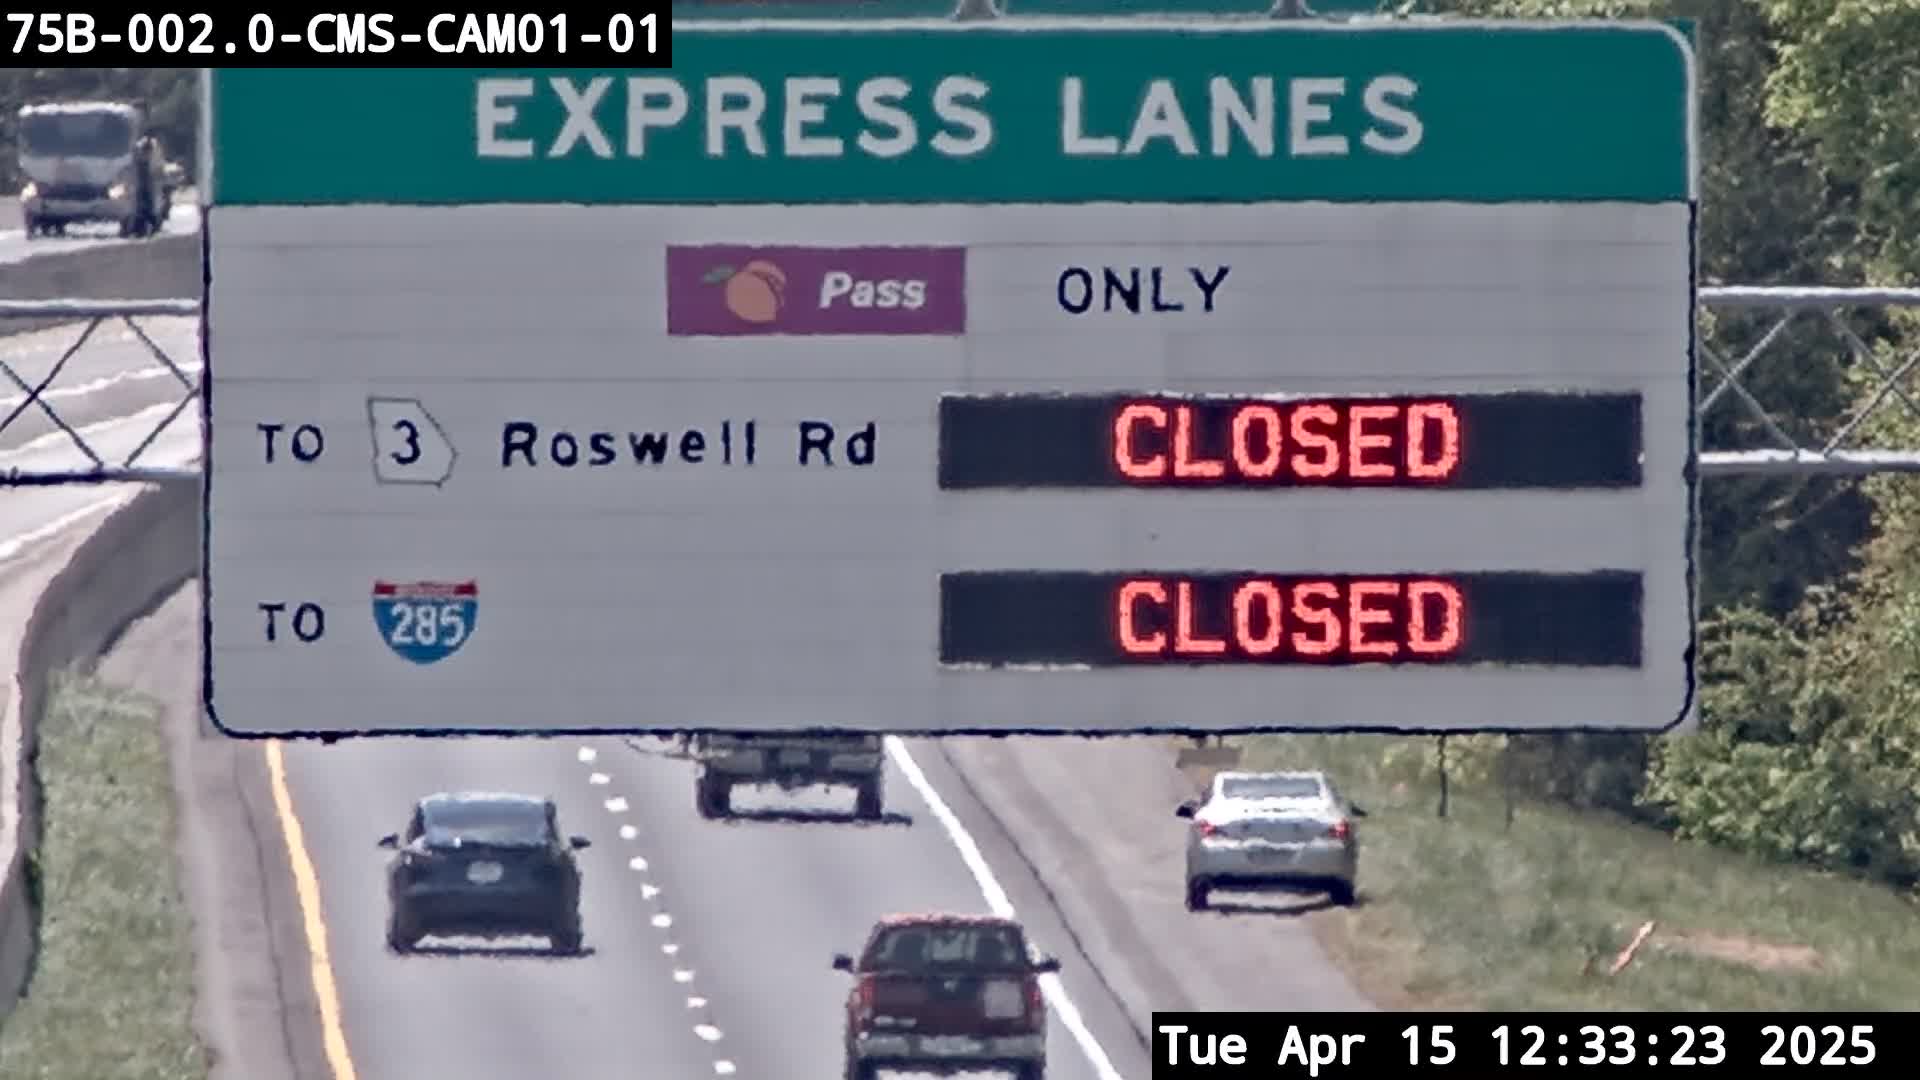 75B-002.0-CMS-CAM01-01
EXPRESS LANES
Pass ONLY
TO 3 Roswell Rd CLOSED
TO 285 CLOSED
Tue Apr 15 12:33:23 2025